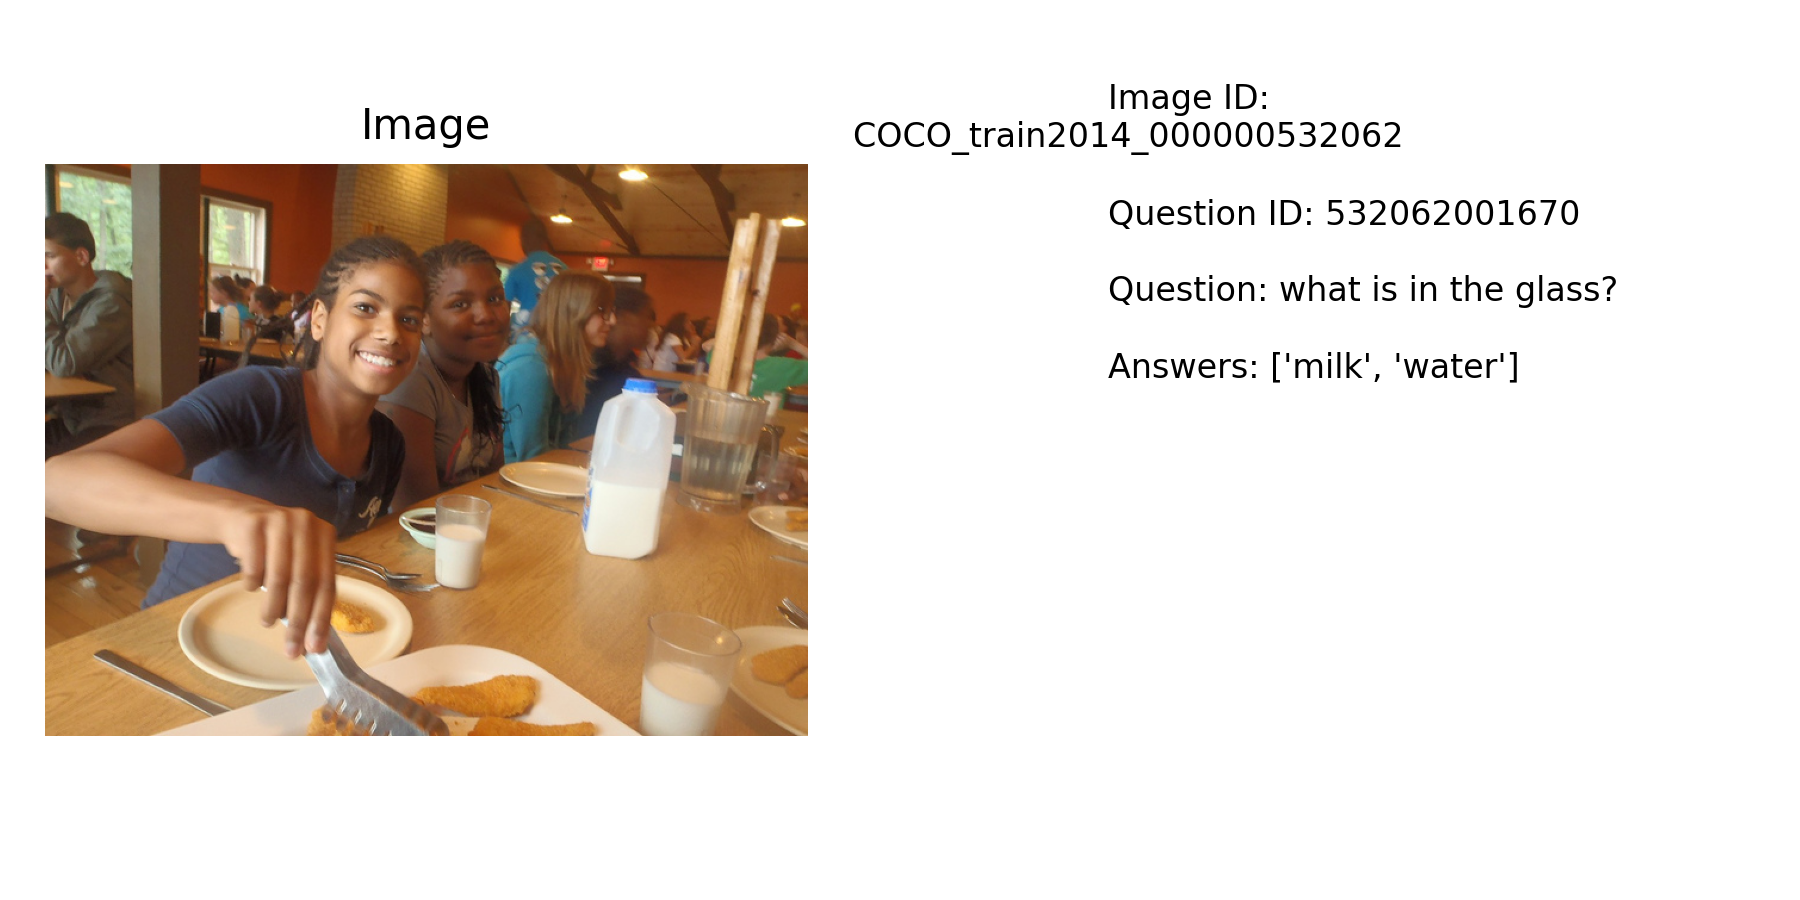 Image
Image ID:
COCO_train2014_000000532062
Question ID: 532062001670
Question: what is in the glass?
Answers: ['milk', 'water']